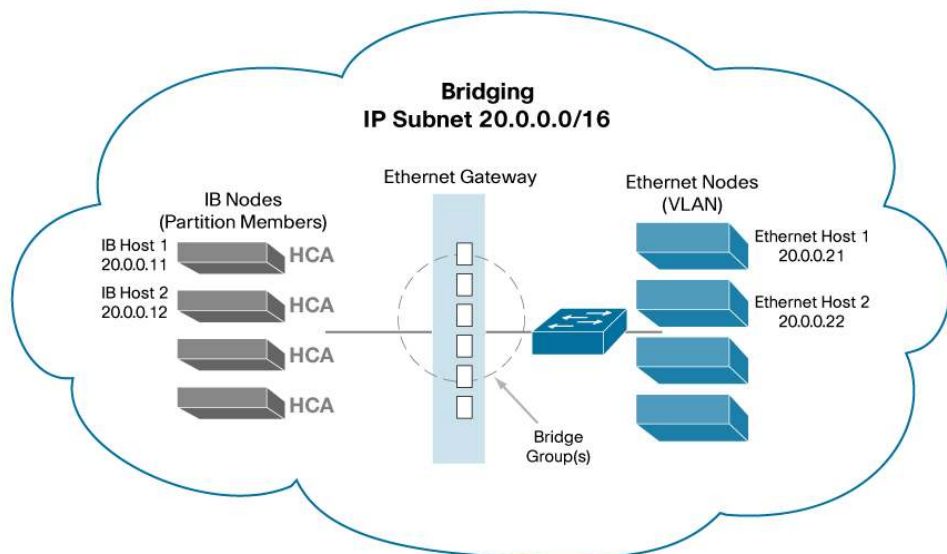 Bridging
IP Subnet 20.0.0.0/16
Ethernet Gateway
IB Nodes
(Partition Members)
Ethernet Nodes
(VLAN)
IB Host 1
20.0.0.11
HCA
IB Host 2
20.0.0.12
HCA
HCA
HCA
Ethernet Host 1
20.0.0.21
Ethernet Host 2
20.0.0.22
Bridge
Group(s)